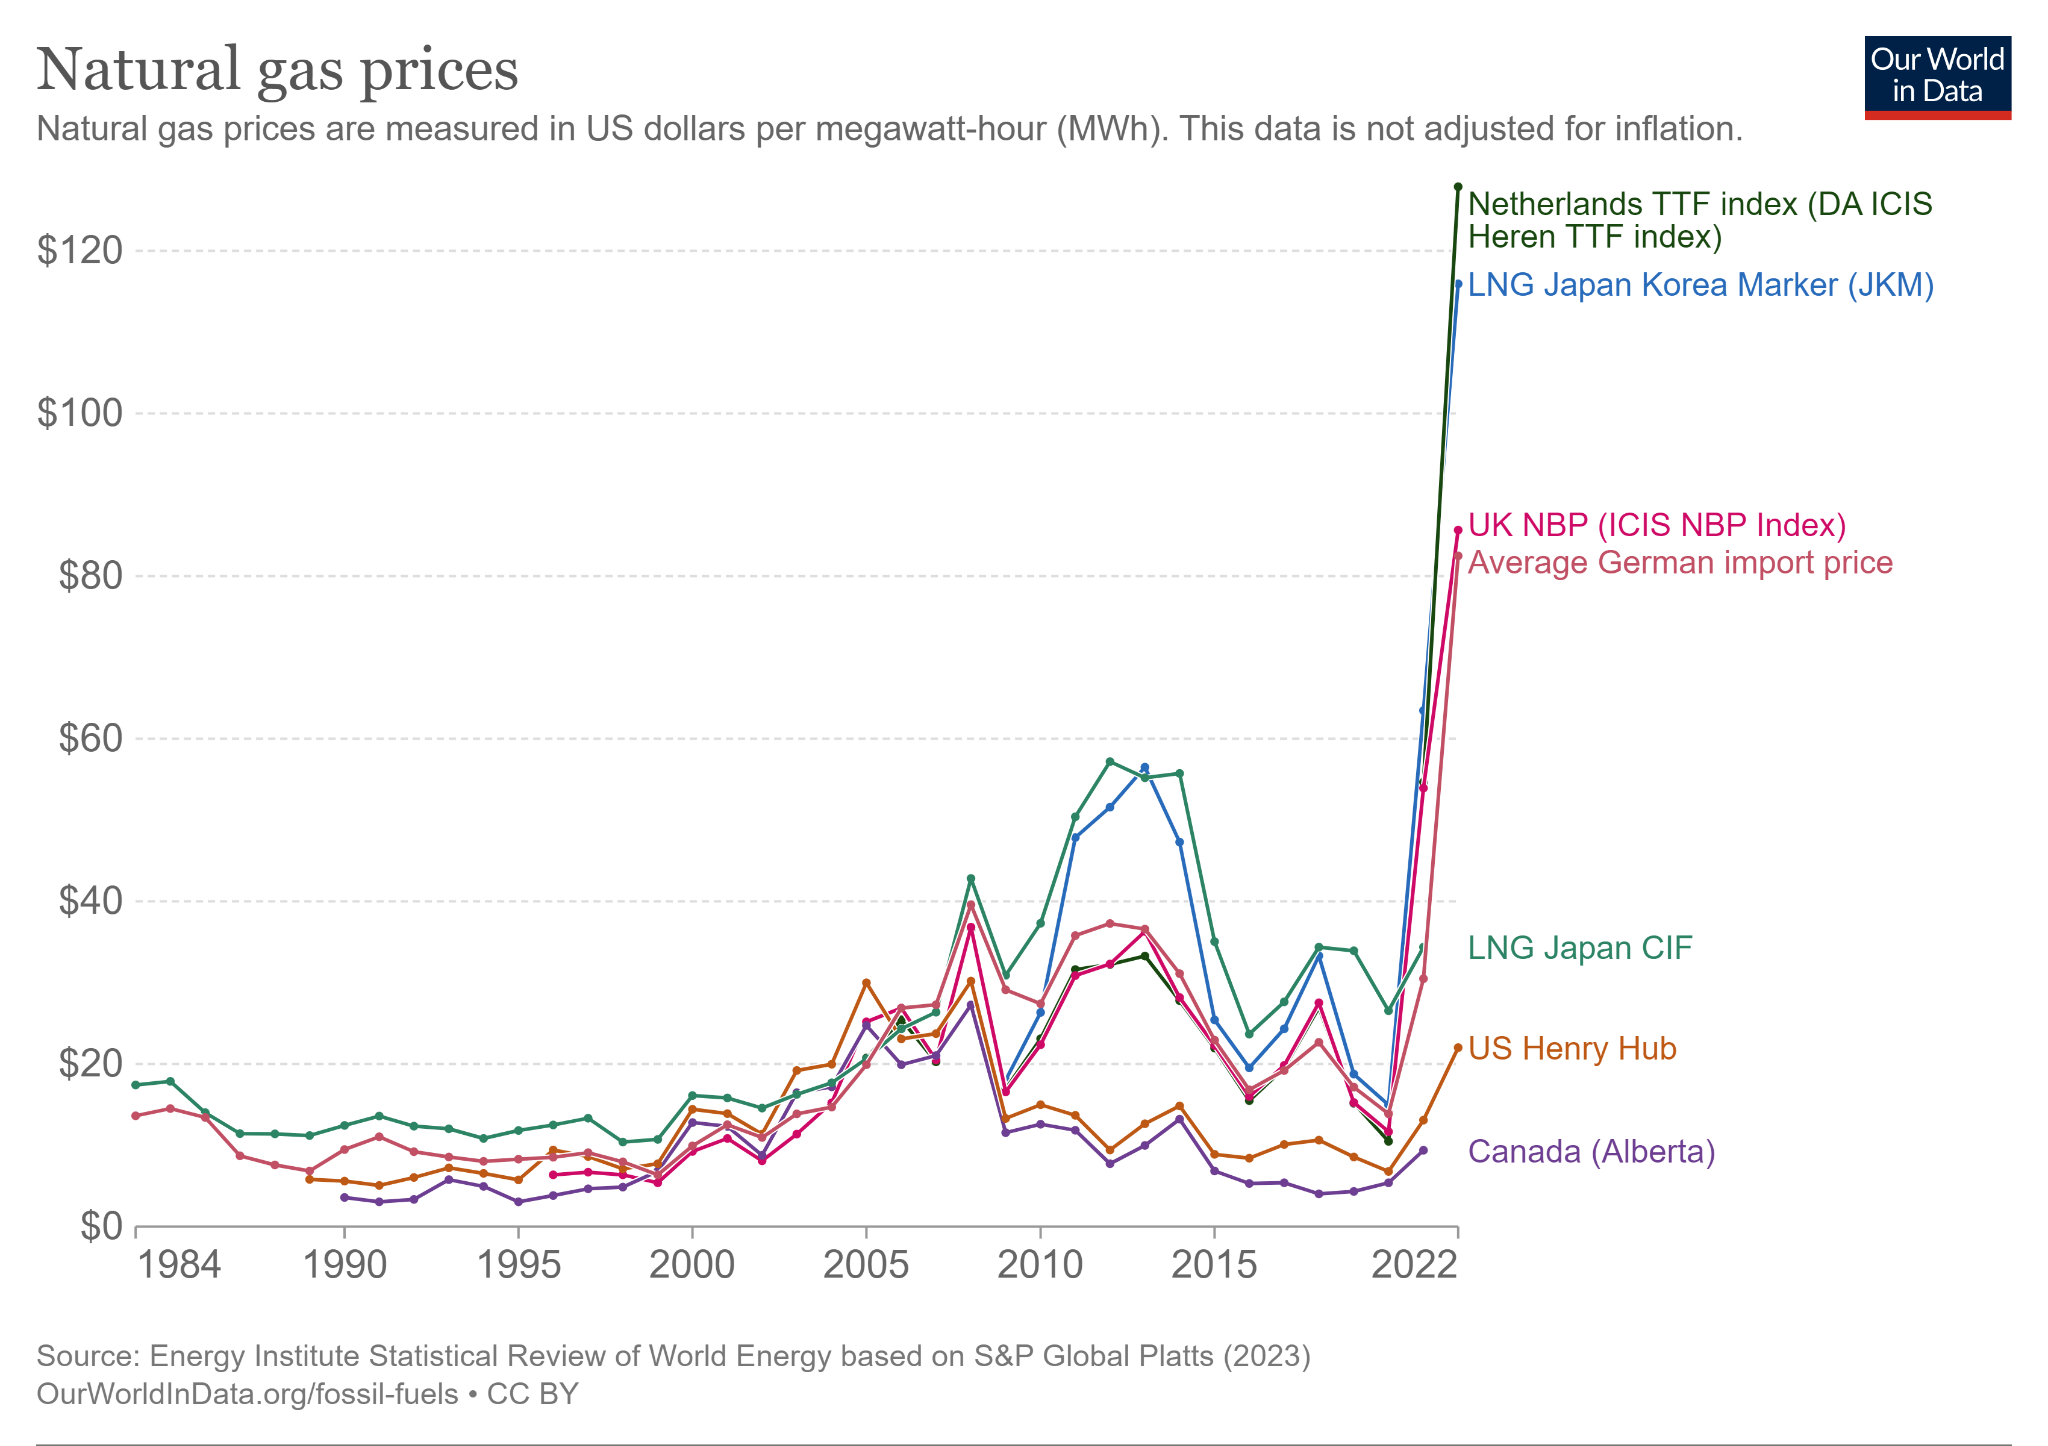 Natural gas prices
Our World
in Data
Natural gas prices are measured in US dollars per megawatt-hour (MWh). This data is not adjusted for inflation.
Netherlands TTF index (DA ICIS
Heren TTF index)
$120
LNG Japan Korea Marker (JKM)
$100
UK NBP (ICIS NBP Index)
Average German import price
$80
$60
$40
LNG Japan CIF
$20
US Henry Hub
Canada (Alberta)
$0
1984 1990 1995 2000 2005 2010 2015 2022
Source: Energy Institute Statistical Review of World Energy based on S&P Global Platts (2023)
OurWorldInData.org/fossil-fuels • CC BY